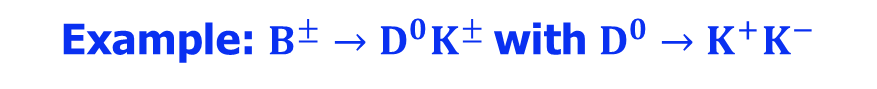 Example: B± → D⁰K± with D⁰ → K⁺K⁻